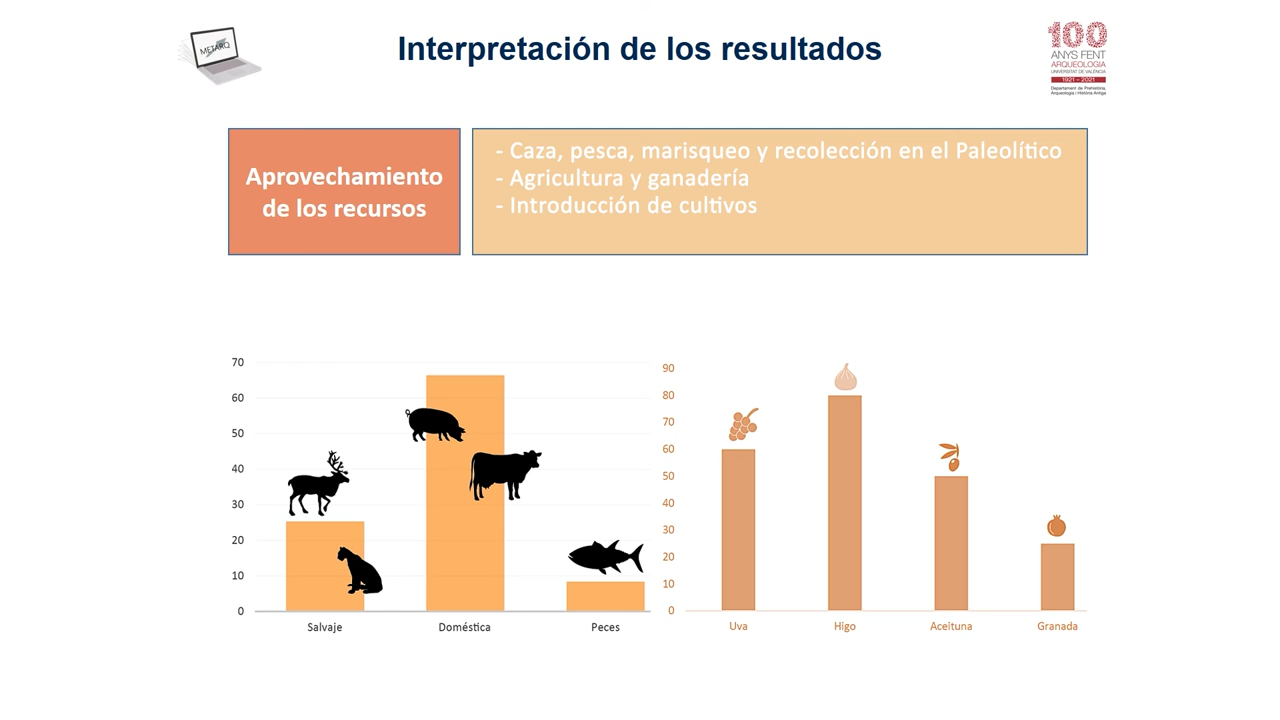 METARQ
Interpretación de los resultados
100
ANYS FENT
ARQUEOLOGIA
UNIVERSITAT DE VALÈNCIA
1921 – 2021
Departament de Prehistòria,
Arqueologia i Història Antiga
Aprovechamiento
de los recursos
- Caza, pesca, marisqueo y recolección en el Paleolítico
- Agricultura y ganadería
- Introducción de cultivos
70
60
50
40
30
20
10
0
Salvaje
Doméstica
Peces
90
80
70
60
50
40
30
20
10
0
Uva
Higo
Aceituna
Granada